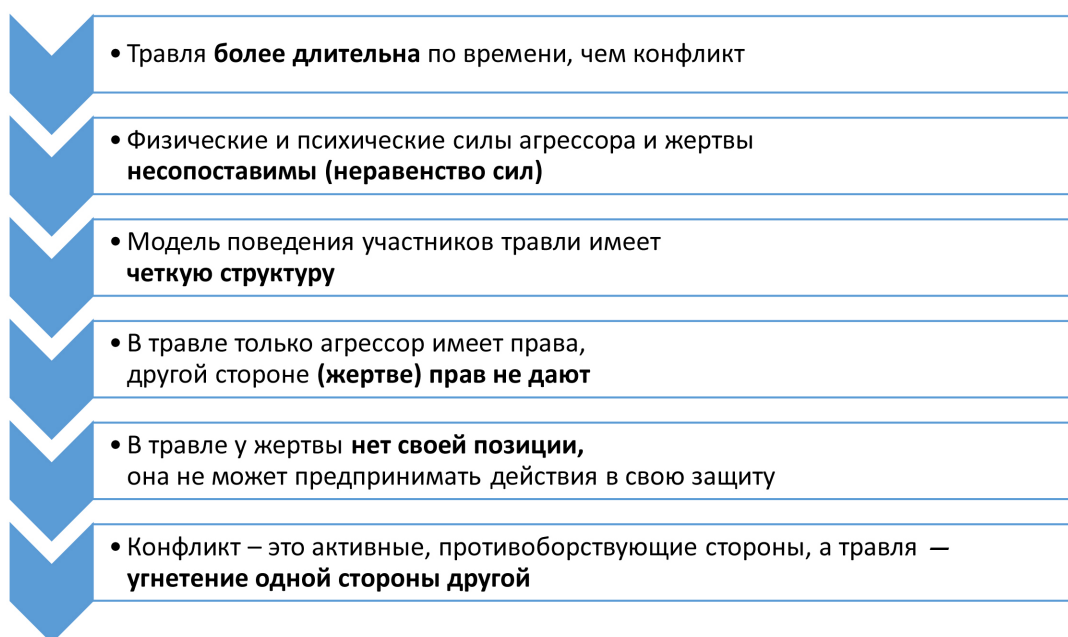 • Травля более длительна по времени, чем конфликт
• Физические и психические силы агрессора и жертвы
несопоставимы (неравенство сил)
• Модель поведения участников травли имеет
четкую структуру
• В травле только агрессор имеет права,
другой стороне (жертве) прав не дают
• В травле у жертвы нет своей позиции,
она не может предпринимать действия в свою защиту
• Конфликт – это активные, противоборствующие стороны, а травля —
угнетение одной стороны другой